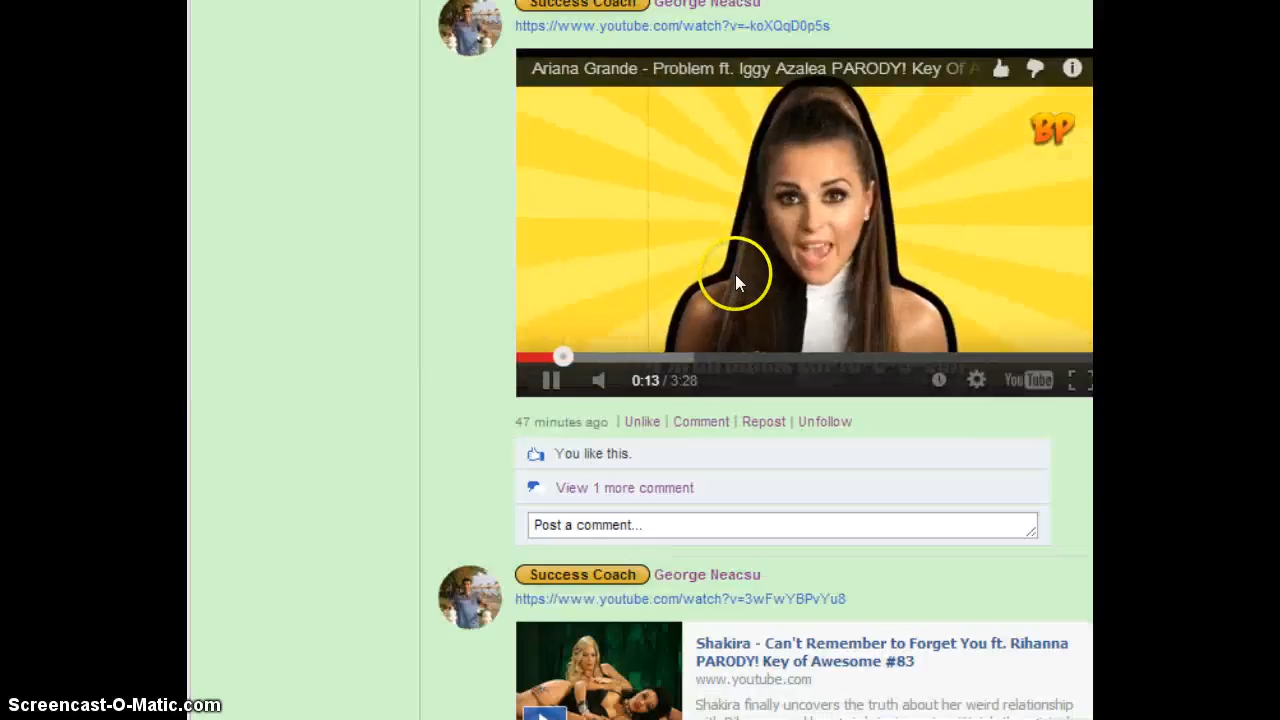 Success Coach George Neacsu
https://www.youtube.com/watch?v=-koXQqD0p5s
Ariana Grande - Problem ft. Iggy Azalea PARODY! Key Of
BP
0:13 / 3:28
YouTube
47 minutes ago | Unlike | Comment | Repost | Unfollow
You like this.
View 1 more comment
Post a comment...
Success Coach George Neacsu
https://www.youtube.com/watch?v=3wFwYBPvYu8
Shakira - Can't Remember to Forget You ft. Rihanna
PARODY! Key of Awesome #83
www.youtube.com
Shakira finally uncovers the truth about her weird relationship
Screencast-O-Matic.com